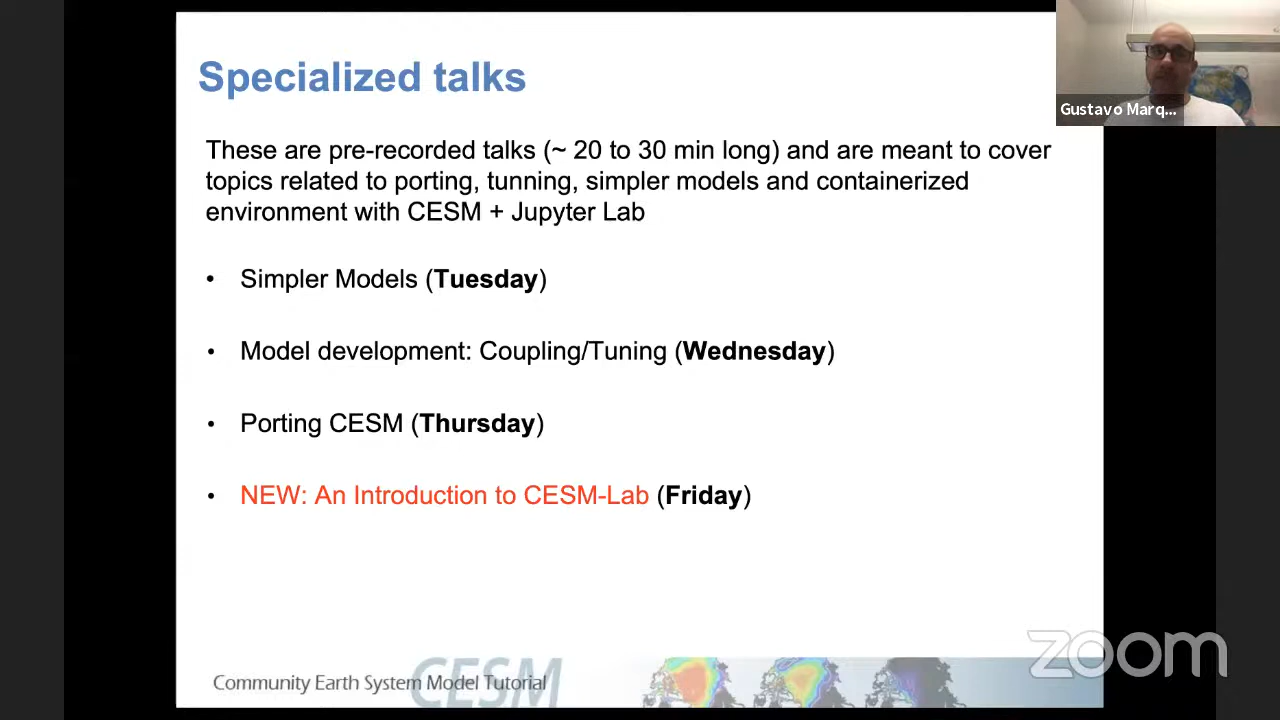 Specialized talks
Gustavo Marq...
These are pre-recorded talks (~ 20 to 30 min long) and are meant to cover
topics related to porting, tunning, simpler models and containerized
environment with CESM + Jupyter Lab
• Simpler Models (Tuesday)
• Model development: Coupling/Tuning (Wednesday)
• Porting CESM (Thursday)
• NEW: An Introduction to CESM-Lab (Friday)
zoom
CESM
Community Earth System Model Tutorial